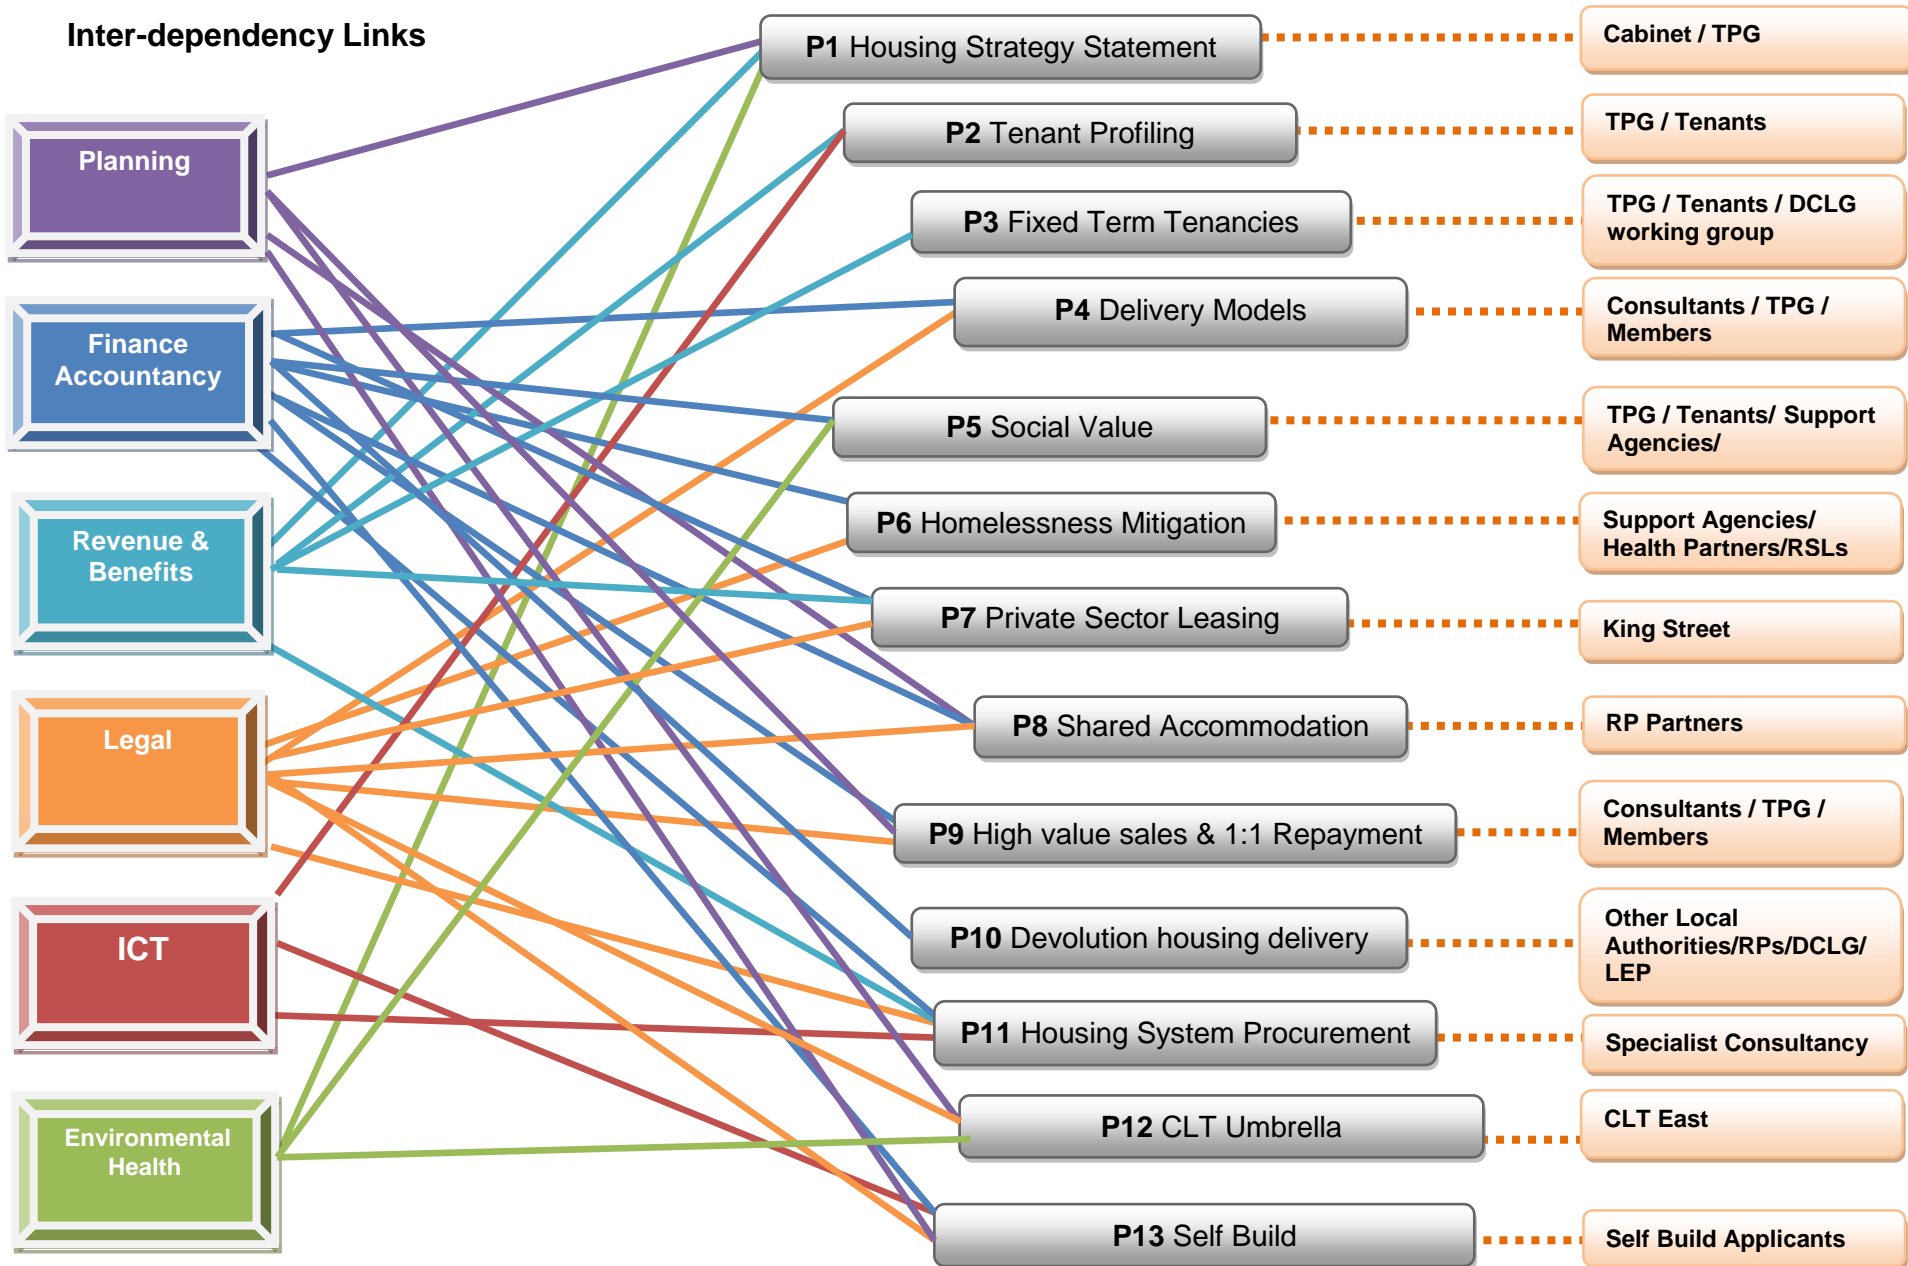 Inter-dependency Links
Planning
Finance
Accountancy
Revenue &
Benefits
Legal
ICT
Environmental
Health
P1 Housing Strategy Statement
P2 Tenant Profiling
P3 Fixed Term Tenancies
P4 Delivery Models
P5 Social Value
P6 Homelessness Mitigation
P7 Private Sector Leasing
P8 Shared Accommodation
P9 High value sales & 1:1 Repayment
P10 Devolution housing delivery
P11 Housing System Procurement
P12 CLT Umbrella
P13 Self Build
Cabinet / TPG
TPG / Tenants
TPG / Tenants / DCLG
working group
Consultants / TPG /
Members
TPG / Tenants/ Support
Agencies/
Support Agencies/
Health Partners/RSLs
King Street
RP Partners
Consultants / TPG /
Members
Other Local
Authorities/RPs/DCLG/
LEP
Specialist Consultancy
CLT East
Self Build Applicants